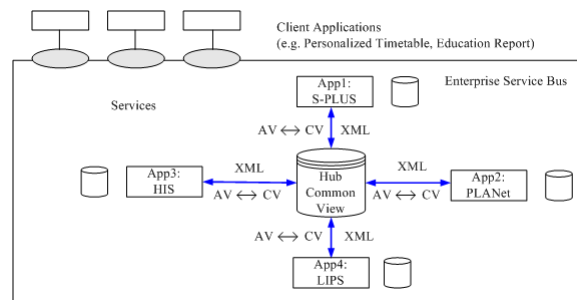 Client Applications
(e.g. Personalized Timetable, Education Report)
Enterprise Service Bus
Services
App1:
S-PLUS
AV ↔ CV XML
App3:
HIS
XML
AV ↔ CV
Hub
Common
View
XML
AV ↔ CV
App2:
PLANet
AV ↔ CV XML
App4:
LIPS